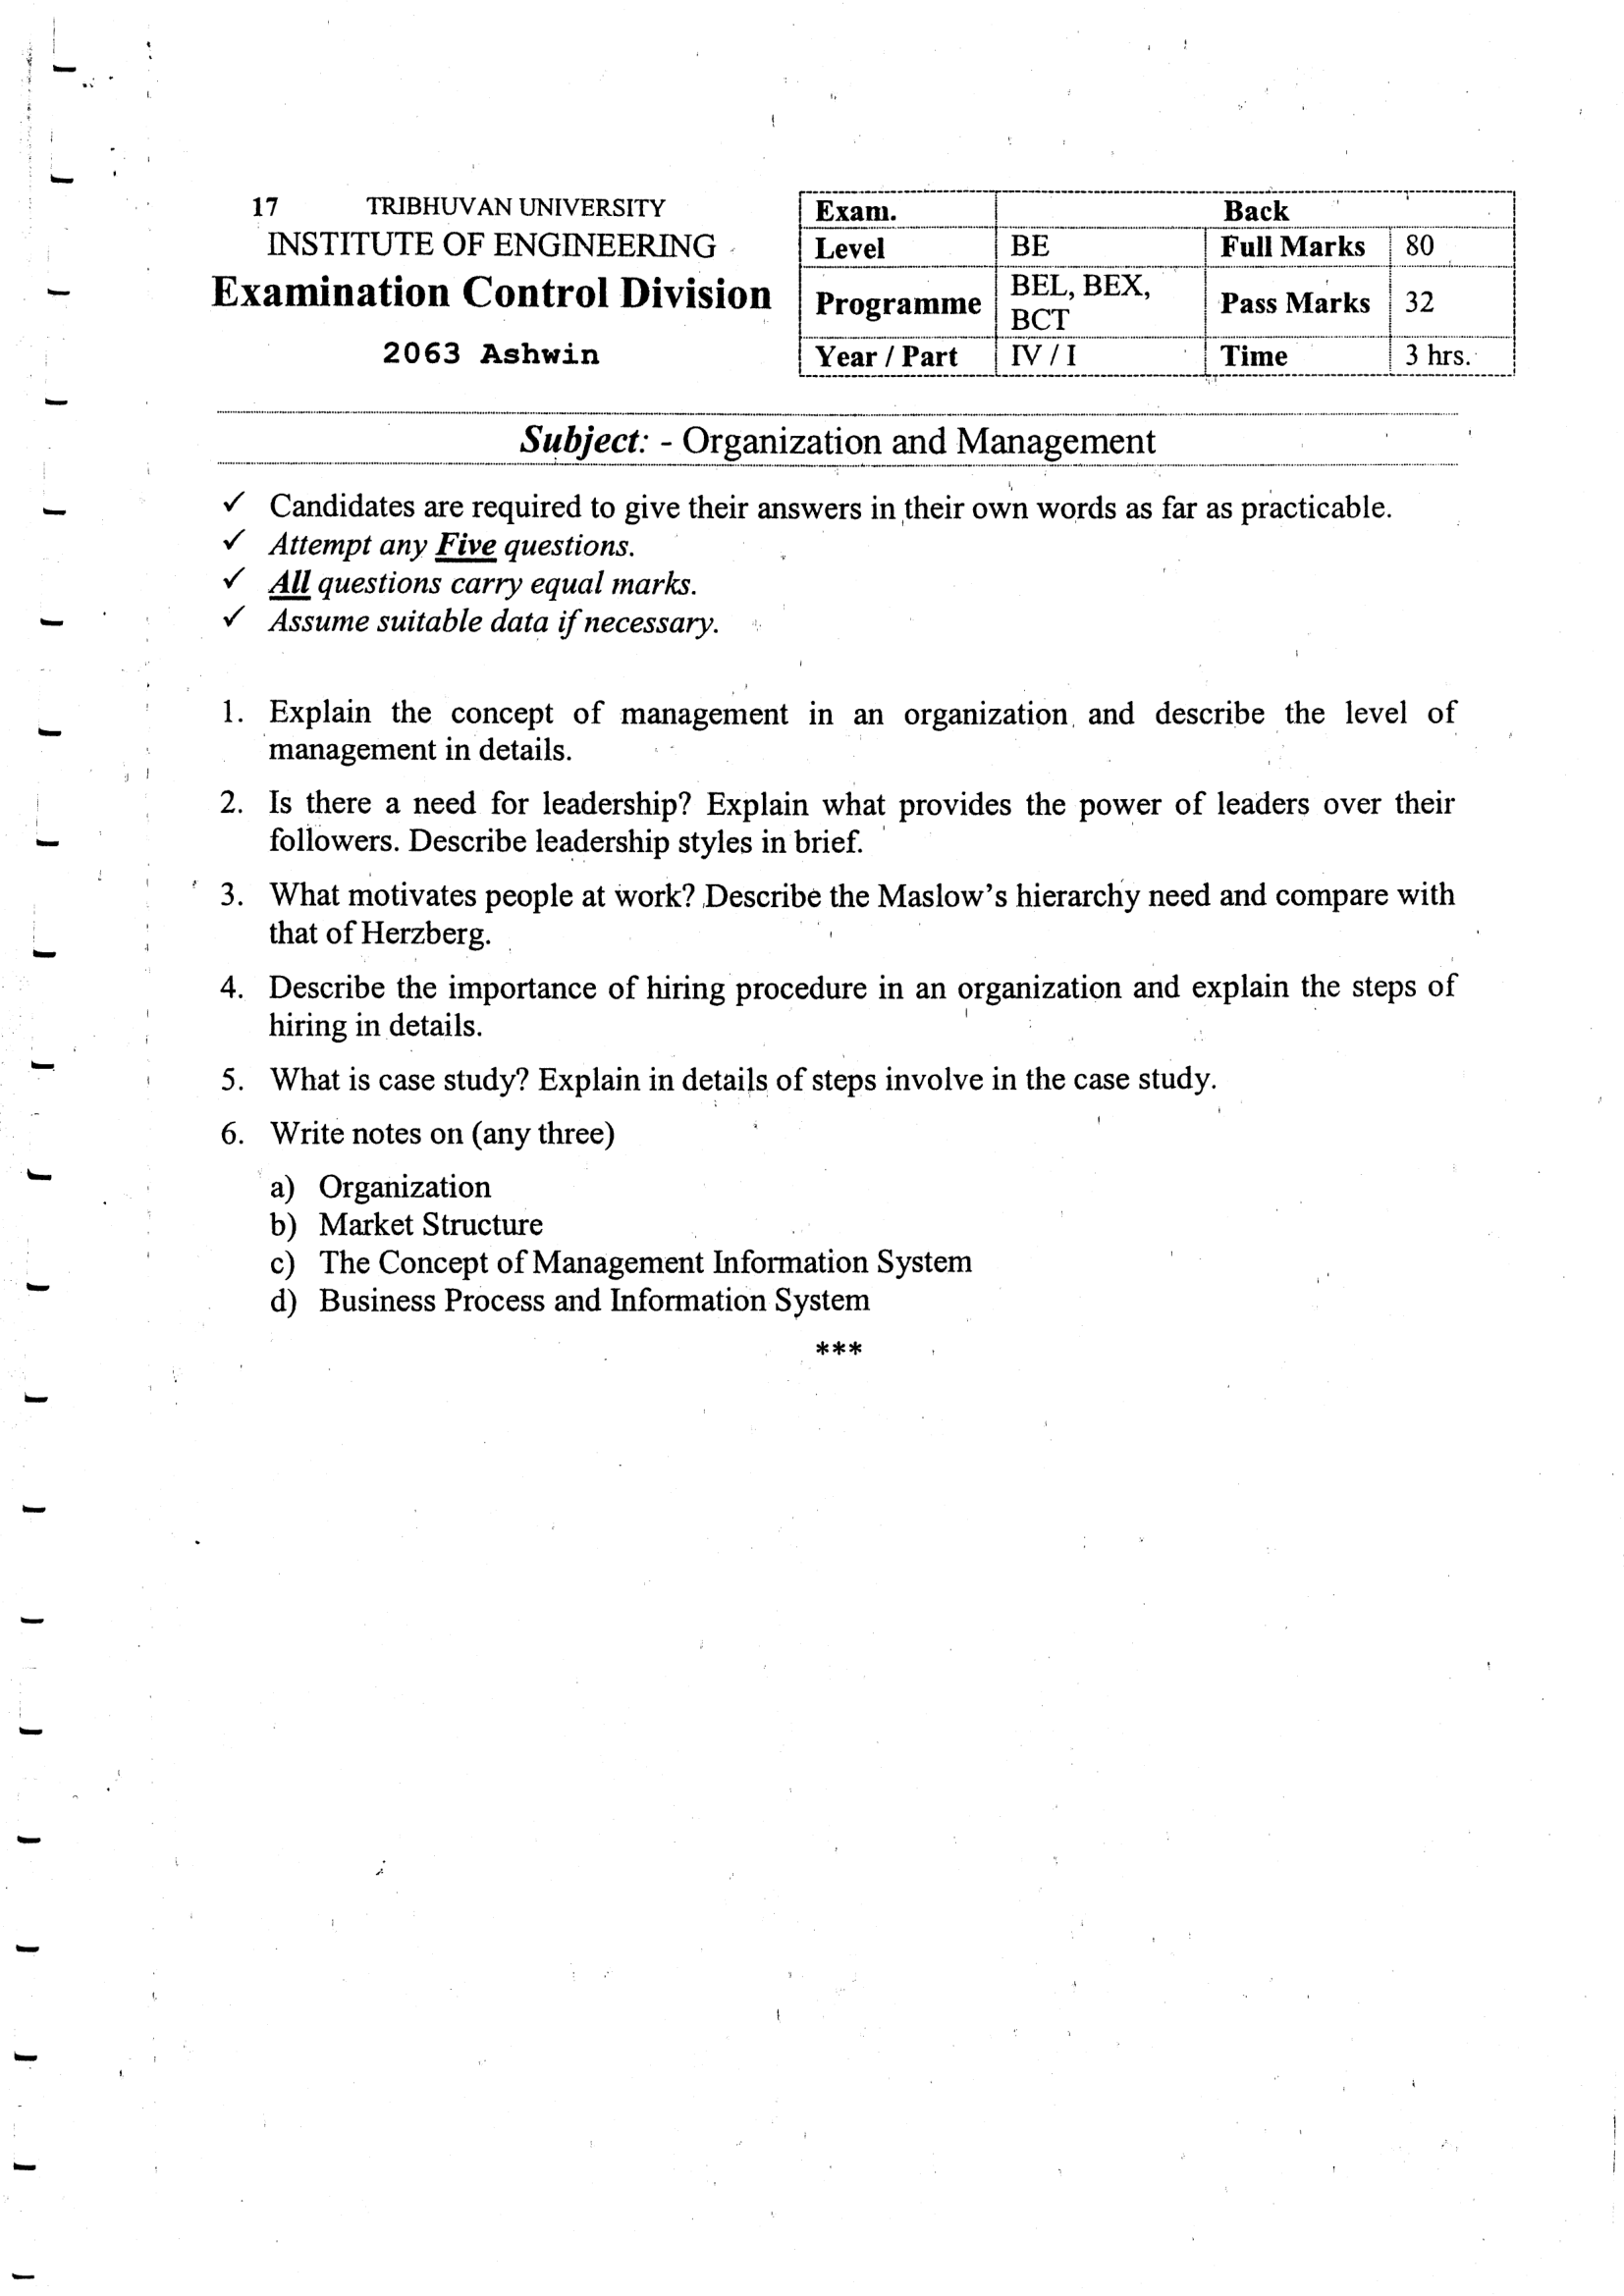 17 TRIBHUVAN UNIVERSITY
INSTITUTE OF ENGINEERING
Examination Control Division
2063 Ashwin
Exam. Back
Level BE Full Marks 80
Programme BEL, BEX, BCT Pass Marks 32
Year / Part IV / I Time 3 hrs.
Subject: - Organization and Management
✓ Candidates are required to give their answers in their own words as far as practicable.
✓ Attempt any Five questions.
✓ All questions carry equal marks.
✓ Assume suitable data if necessary.
1. Explain the concept of management in an organization and describe the level of
management in details.
2. Is there a need for leadership? Explain what provides the power of leaders over their
followers. Describe leadership styles in brief.
3. What motivates people at work? Describe the Maslow's hierarchy need and compare with
that of Herzberg.
4. Describe the importance of hiring procedure in an organization and explain the steps of
hiring in details.
5. What is case study? Explain in details of steps involve in the case study.
6. Write notes on (any three)
a) Organization
b) Market Structure
c) The Concept of Management Information System
d) Business Process and Information System
***